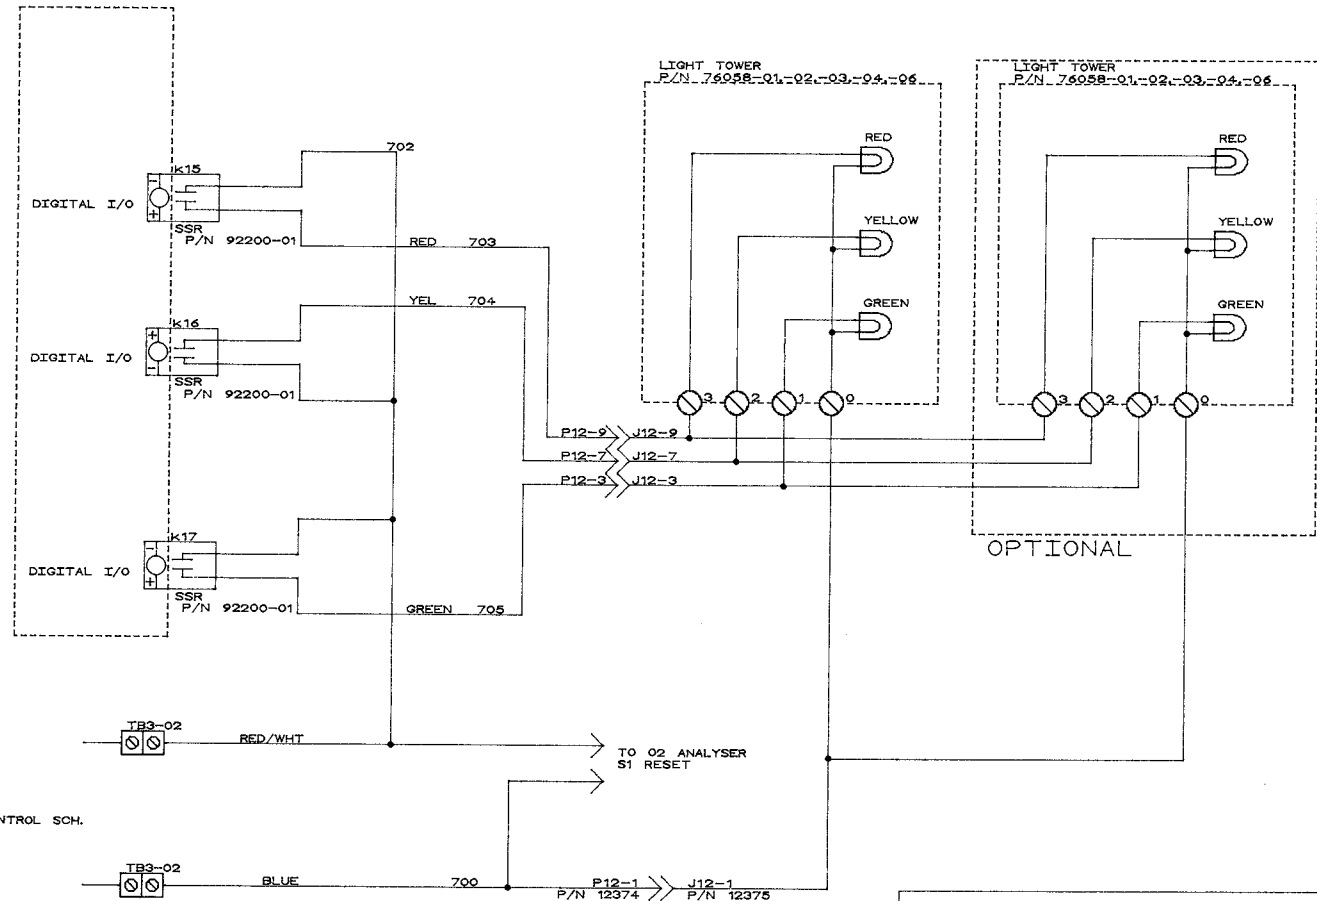 LIGHT TOWER
P/N 76058-01,-02,-03,-04,-06
LIGHT TOWER
P/N 76058-01,-02,-03,-04,-06
RED
YELLOW
GREEN
3 2 1 0
RED
YELLOW
GREEN
3 2 1 0
OPTIONAL
702
K15
DIGITAL I/O
-
+
SSR
P/N 92200-01
RED 703
YEL 704
K16
DIGITAL I/O
+
-
SSR
P/N 92200-01
P12-9 J12-9
P12-7 J12-7
P12-3 J12-3
K17
DIGITAL I/O
-
+
SSR
P/N 92200-01
GREEN 705
TB3-02
RED/WHT
TO O2 ANALYSER
S1 RESET
NTROL SCH.
TB3-02
BLUE 700
P12-1 J12-1
P/N 12374 P/N 12375